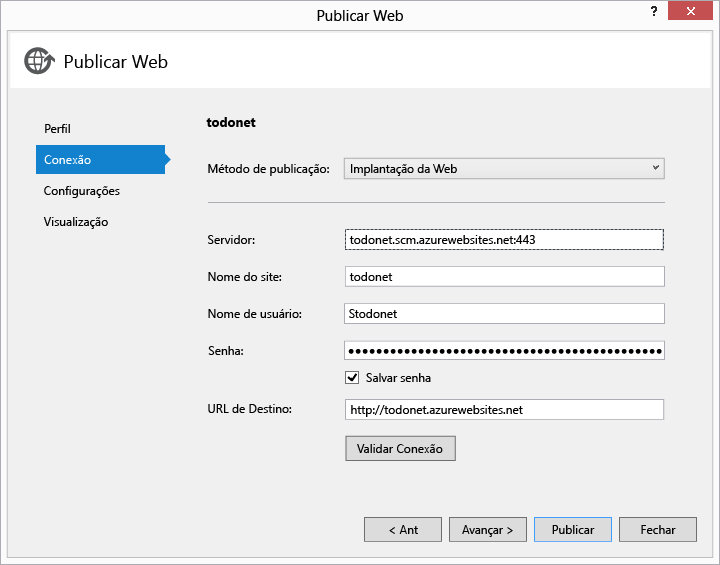 Publicar Web
?
Publicar Web
Perfil
Conexão
Configurações
Visualização
todonet
Método de publicação: Implantação da Web
Servidor: todonet.scm.azurewebsites.net:443
Nome do site: todonet
Nome de usuário: Stodonet
Senha: ●●●●●●●●●●●●●●●●●●●●●●●●●●●●●●●●●●●●●●●●●●●●●
Salvar senha
URL de Destino: http://todonet.azurewebsites.net
Validar Conexão
< Ant Avançar > Publicar Fechar